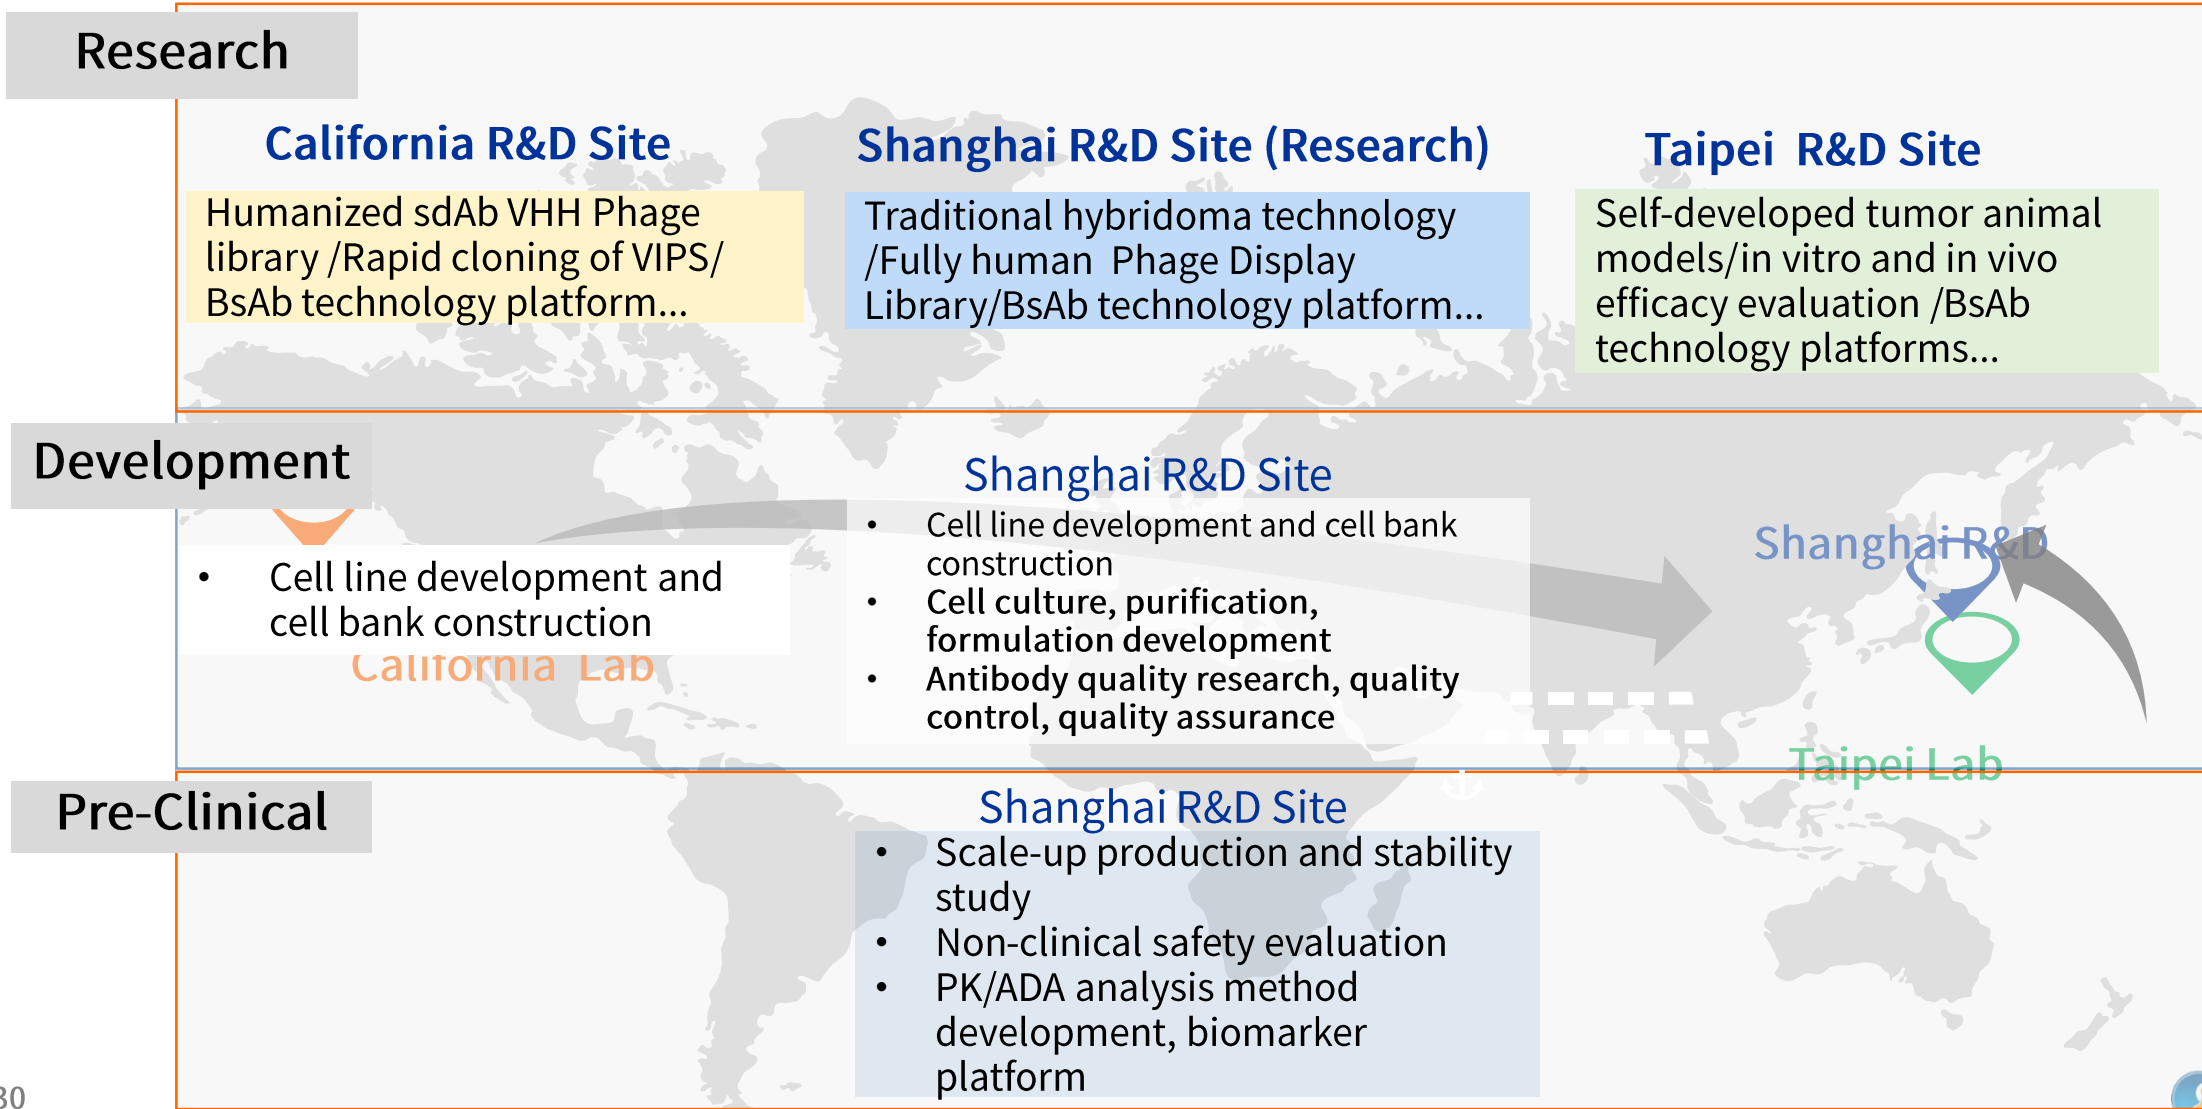 Research
California R&D Site
Humanized sdAb VHH Phage
library /Rapid cloning of VIPS/
BsAb technology platform...
Shanghai R&D Site (Research)
Traditional hybridoma technology
/Fully human Phage Display
Library/BsAb technology platform...
Taipei R&D Site
Self-developed tumor animal
models/in vitro and in vivo
efficacy evaluation /BsAb
technology platforms...
Development
• Cell line development and
cell bank construction
California Lab
Shanghai R&D Site
• Cell line development and cell bank
construction
• Cell culture, purification,
formulation development
• Antibody quality research, quality
control, quality assurance
Shanghai R&D
Taipei Lab
Pre-Clinical
Shanghai R&D Site
• Scale-up production and stability
study
• Non-clinical safety evaluation
• PK/ADA analysis method
development, biomarker
platform
30